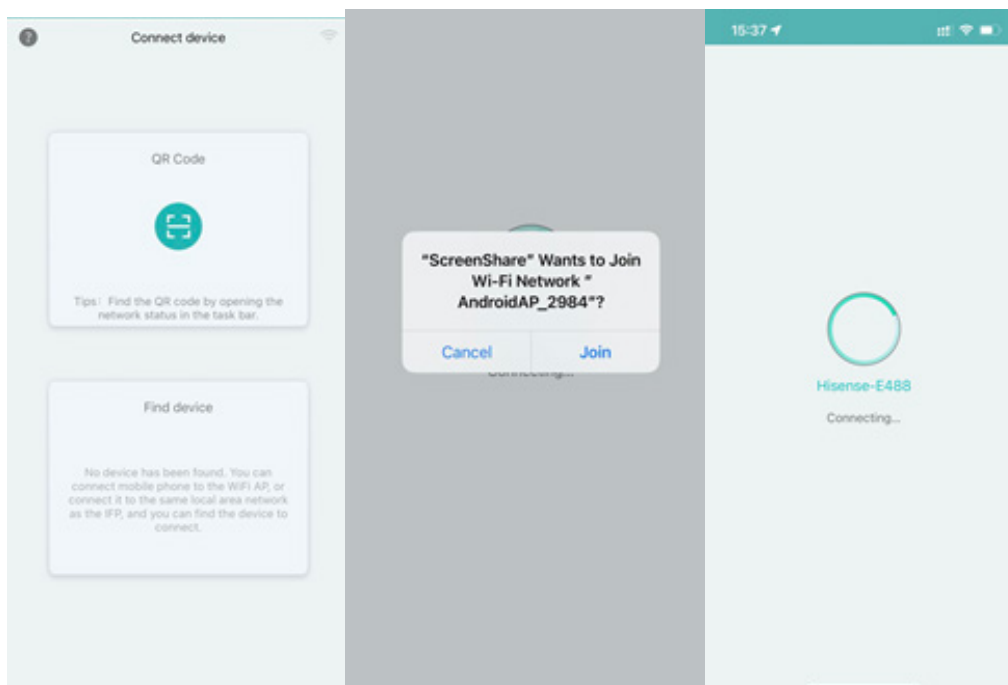 Connect device
QR Code
Tips: Find the QR code by opening the
network status in the task bar.
Find device
No device has been found. You can
connect mobile phone to the WiFi AP, or
connect it to the same local area network
as the IFP, and you can find the device to
connect.
"ScreenShare" Wants to Join
Wi-Fi Network "
AndroidAP_2984"?
Cancel
Join
Connecting...
15:37
Hisense-E488
Connecting...